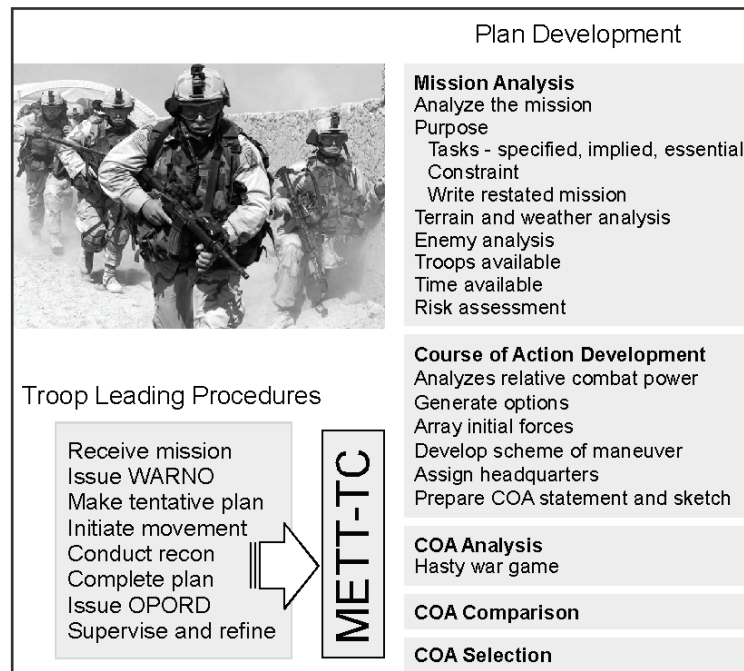 Plan Development
Mission Analysis
Analyze the mission
Purpose
Tasks - specified, implied, essential
Constraint
Write restated mission
Terrain and weather analysis
Enemy analysis
Troops available
Time available
Risk assessment
Course of Action Development
Analyzes relative combat power
Generate options
Array initial forces
Develop scheme of maneuver
Assign headquarters
Prepare COA statement and sketch
COA Analysis
Hasty war game
COA Comparison
COA Selection
Troop Leading Procedures
Receive mission
Issue WARNO
Make tentative plan
Initiate movement
Conduct recon
Complete plan
Issue OPORD
Supervise and refine
METT-TC